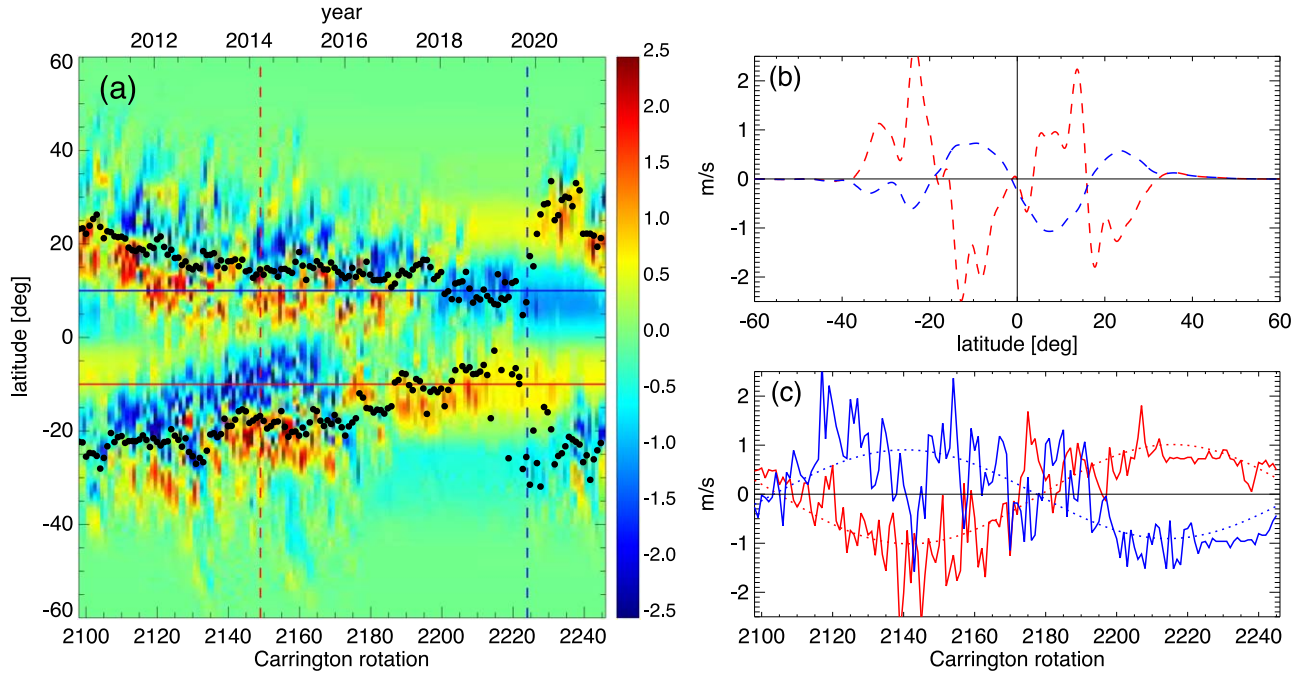 year
2012 2014 2016 2018 2020
(a)
60
40
20
0
-20
-40
-60
latitude [deg]
2100 2120 2140 2160 2180 2200 2220 2240
Carrington rotation
2.5
2.0
1.5
1.0
0.5
0.0
-0.5
-1.0
-1.5
-2.0
-2.5
(b)
2
1
0
-1
-2
m/s
-60 -40 -20 0 20 40 60
latitude [deg]
(c)
2
1
0
-1
-2
m/s
2100 2120 2140 2160 2180 2200 2220 2240
Carrington rotation